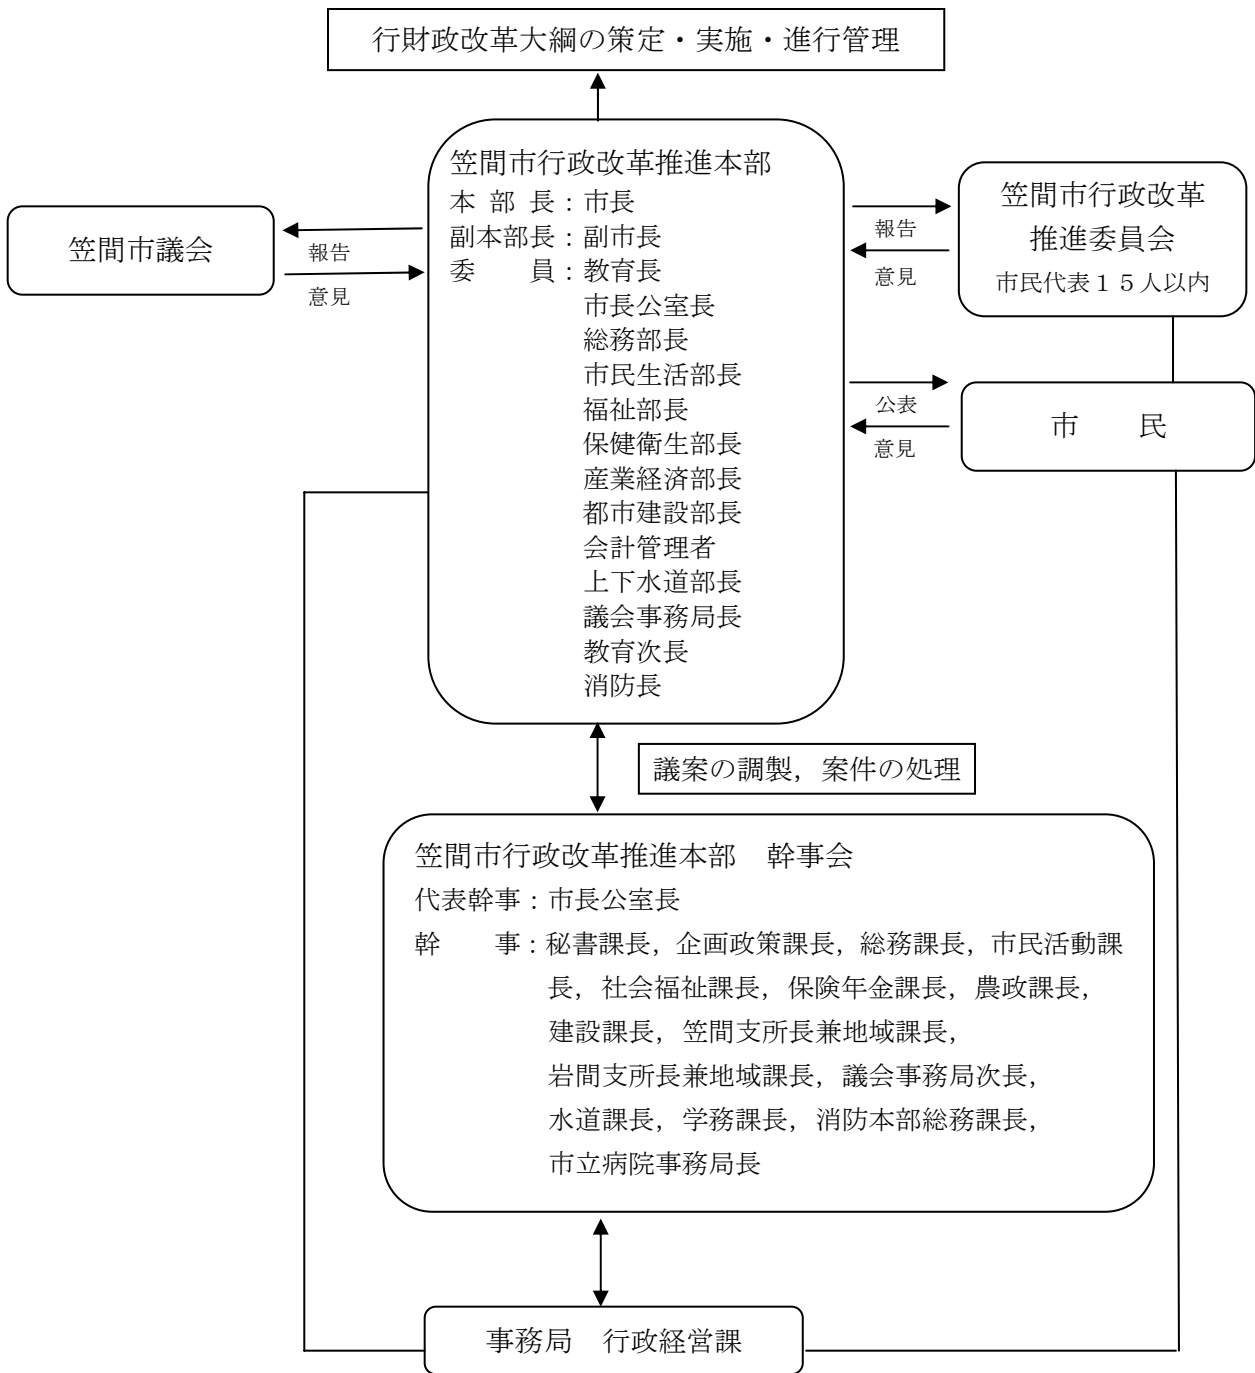 行財政改革大綱の策定・実施・進行管理
笠間市行政改革推進本部
本 部 長：市長
副本部長：副市長
委　　員：教育長
市長公室長
総務部長
市民生活部長
福祉部長
保健衛生部長
産業経済部長
都市建設部長
会計管理者
上下水道部長
議会事務局長
教育次長
消防長
笠間市議会
報告
意見
報告
意見
笠間市行政改革
推進委員会
市民代表１５人以内
公表
意見
市　　民
議案の調製，案件の処理
笠間市行政改革推進本部　幹事会
代表幹事：市長公室長
幹　　事：秘書課長，企画政策課長，総務課長，市民活動課
長，社会福祉課長，保険年金課長，農政課長，
建設課長，笠間支所長兼地域課長，
岩間支所長兼地域課長，議会事務局次長，
水道課長，学務課長，消防本部総務課長，
市立病院事務局長
事務局　行政経営課